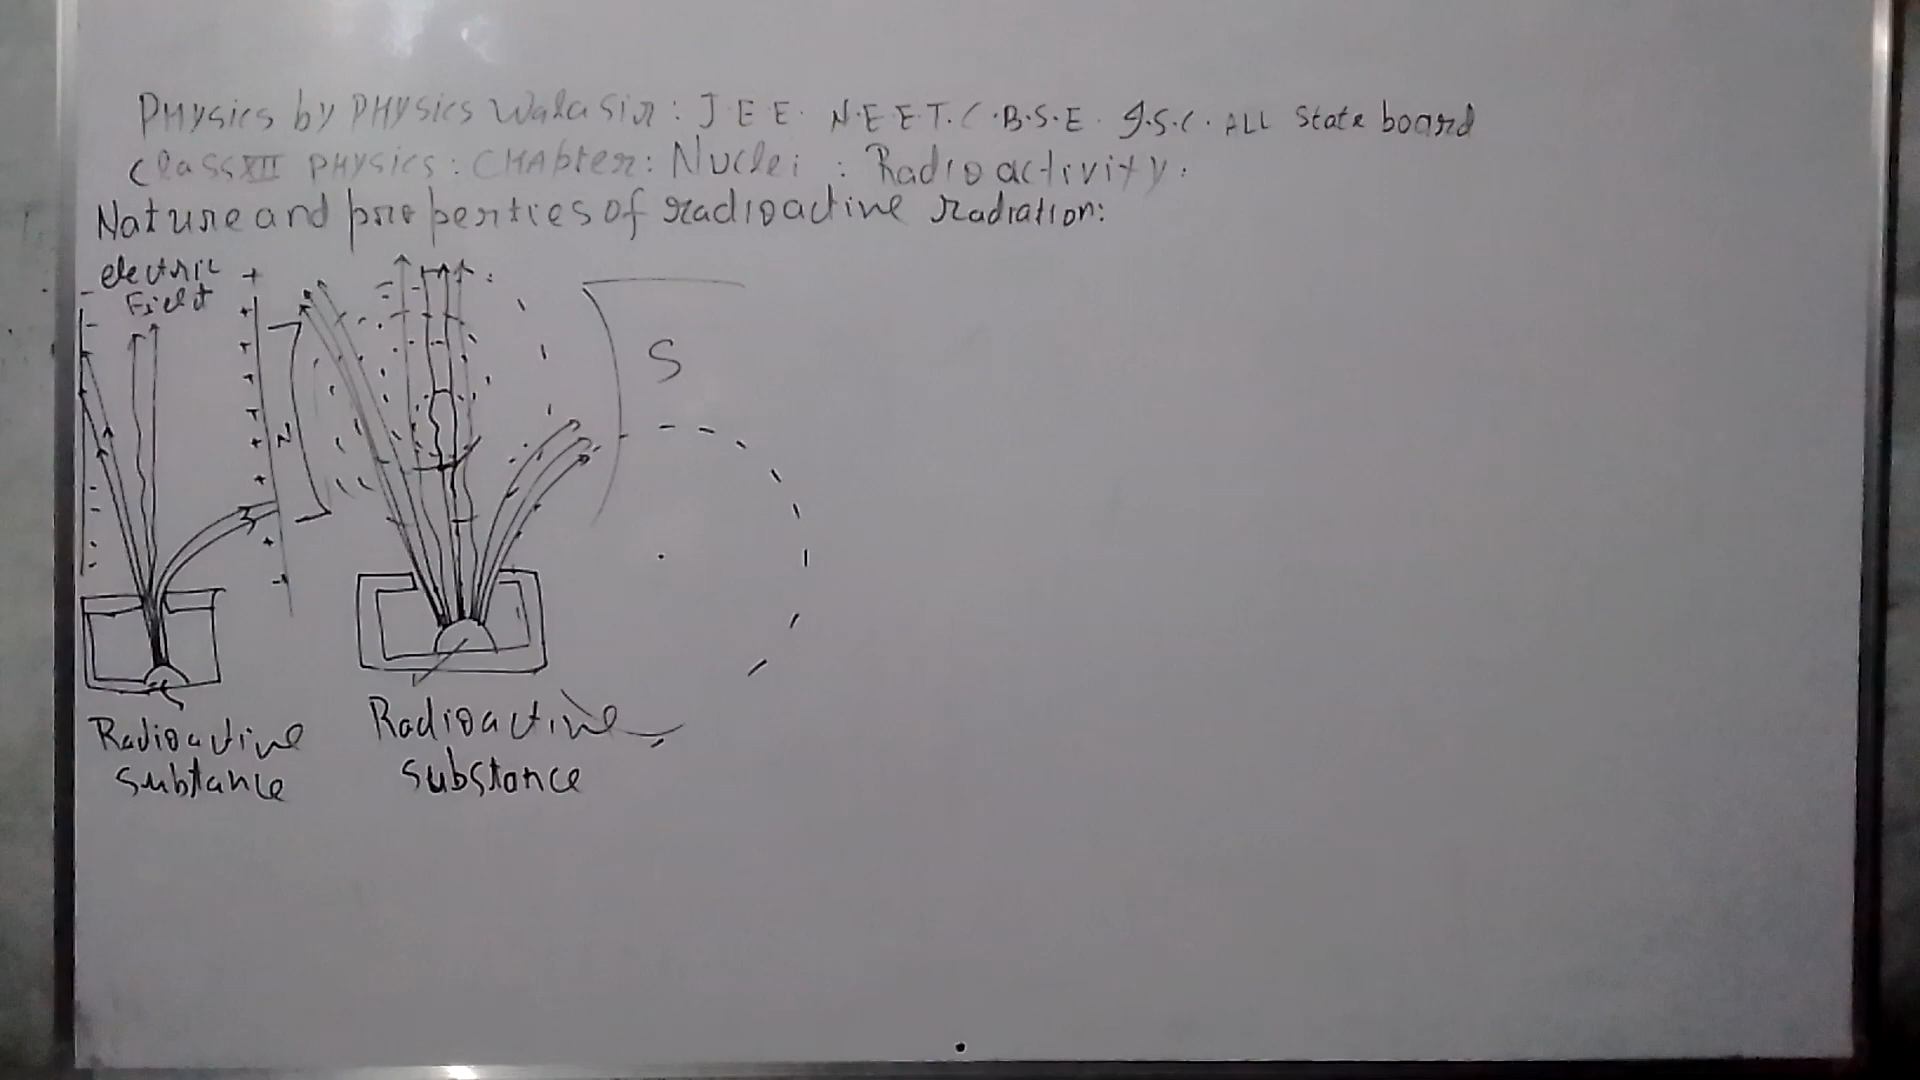 PHysics by PHysics Wala Sir: J.E.E. N.E.E.T. C.B.S.E. I.S.C. ALL State board
Class XII PHYSICS: CHApter: Nuclei : Radioactivity.
Nature and properties of radioactive radiation:
electric
Field
N
S
Radioactive
Subtance
Radioactive
Substance